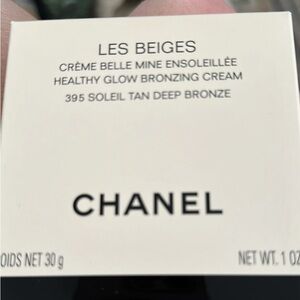 LES BEIGES
CRÈME BELLE MINE ENSOLEILLÉE
HEALTHY GLOW BRONZING CREAM
395 SOLEIL TAN DEEP BRONZE
CHANEL
OIDS NET 30 g NET WT. 1 OZ